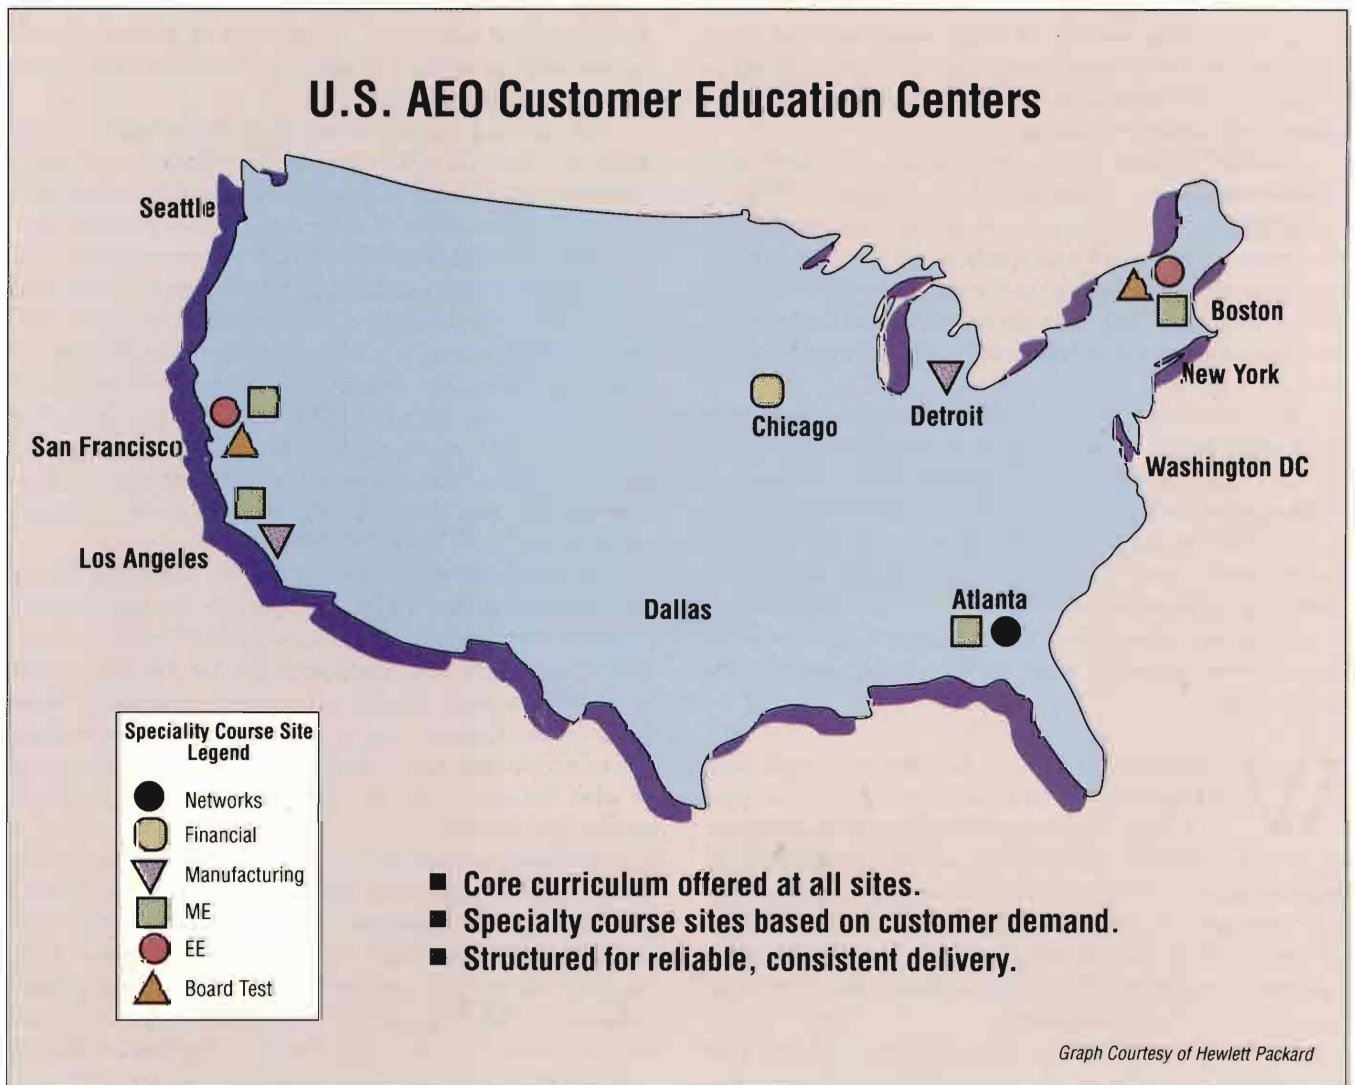 U.S. AEO Customer Education Centers
Seattle
Boston
New York
Chicago
Detroit
San Francisco
Washington DC
Los Angeles
Dallas
Atlanta
Speciality Course Site
Legend
Networks
Financial
Manufacturing
ME
EE
Board Test
■ Core curriculum offered at all sites.
■ Specialty course sites based on customer demand.
■ Structured for reliable, consistent delivery.
Graph Courtesy of Hewlett Packard